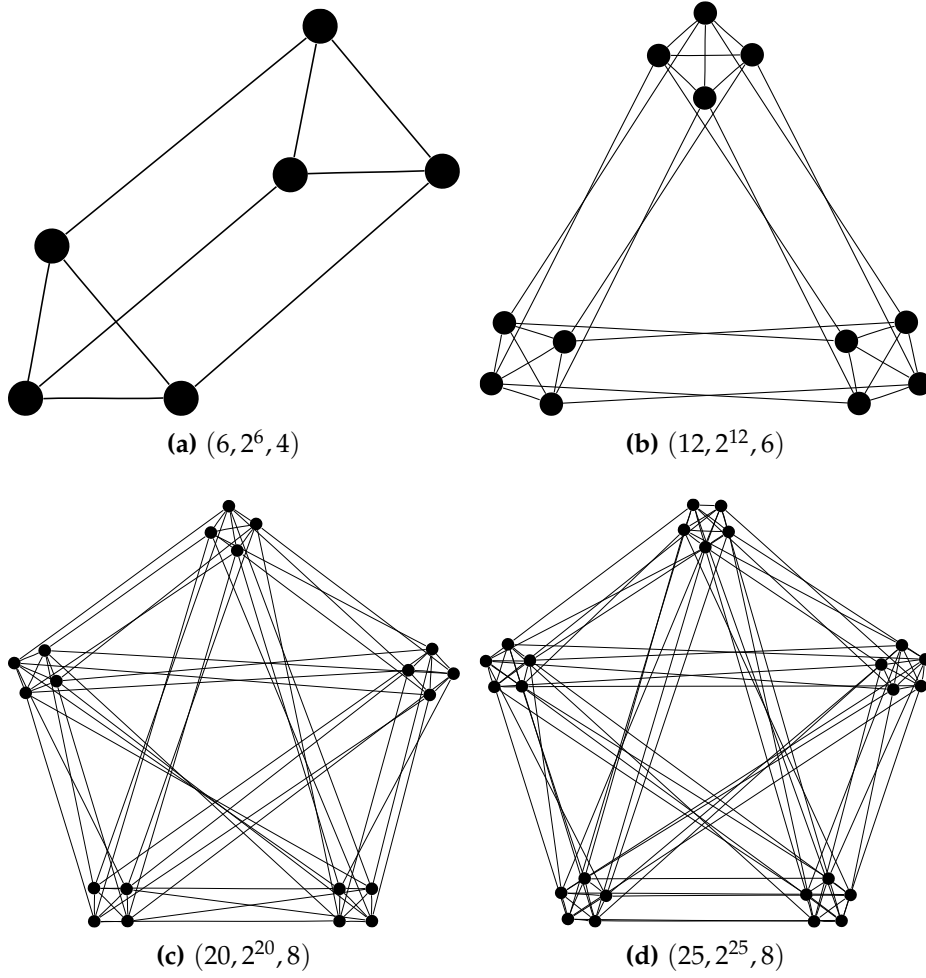 (a) (6, 2^6, 4)
(b) (12, 2^12, 6)
(c) (20, 2^20, 8)
(d) (25, 2^25, 8)